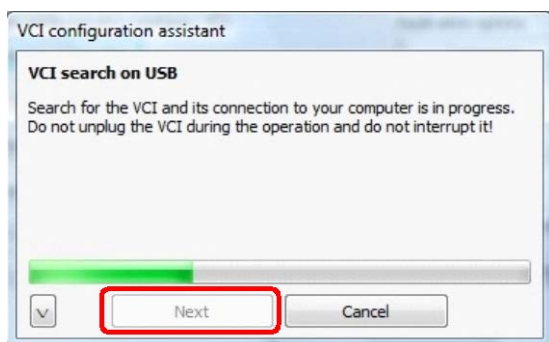 VCI configuration assistant
VCI search on USB
Search for the VCI and its connection to your computer is in progress.
Do not unplug the VCI during the operation and do not interrupt it!
Next
Cancel